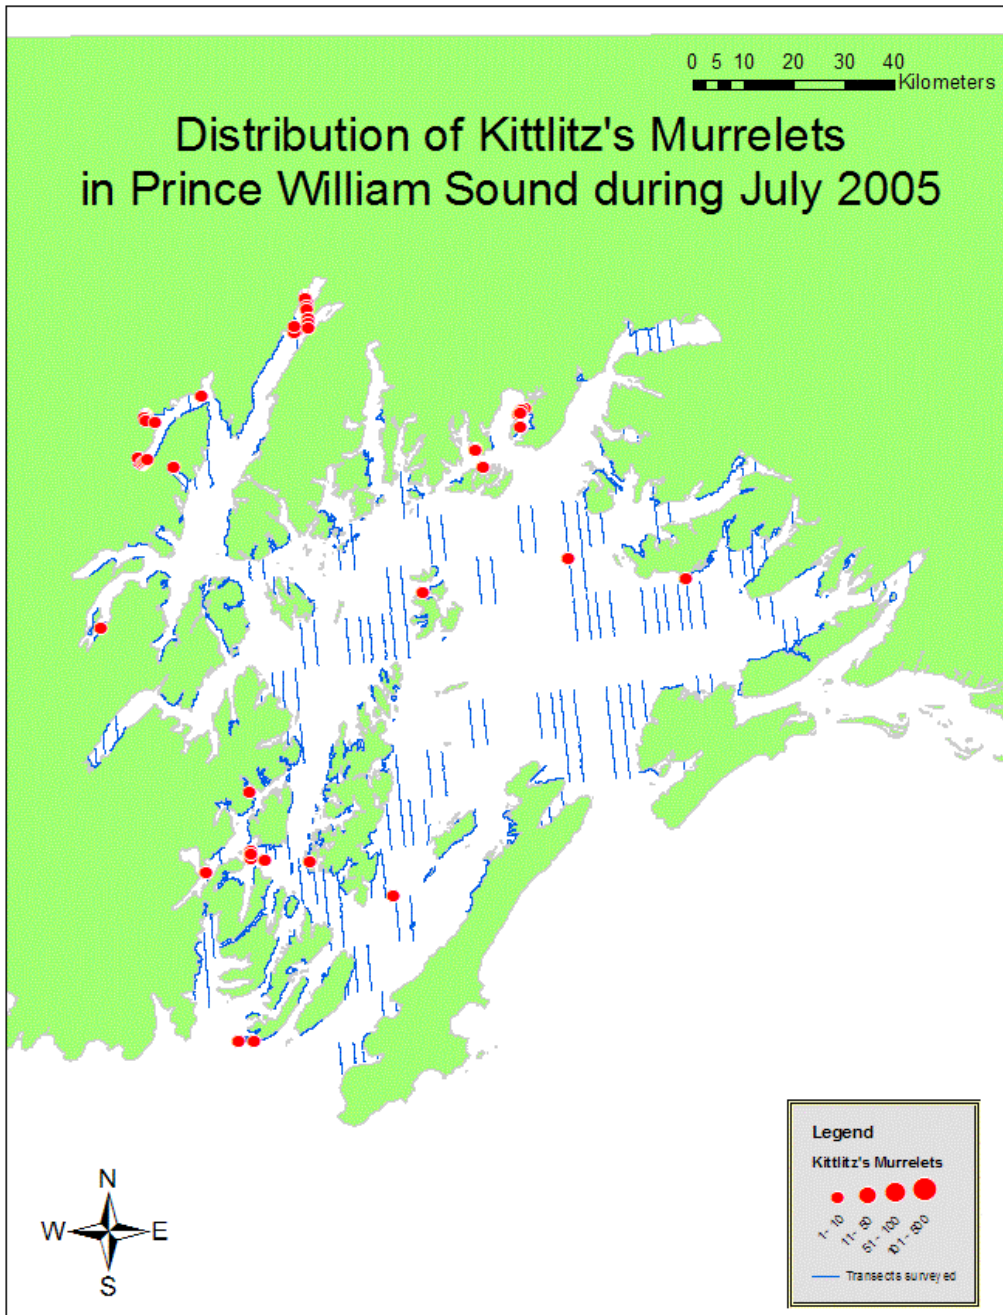 0 5 10 20 30 40
Kilometers
Distribution of Kittlitz's Murrelets
in Prince William Sound during July 2005
Legend
Kittlitz's Murrelets
1 - 10
11 - 50
51 - 100
101 - 500
Transects surveyed
N
W E
S